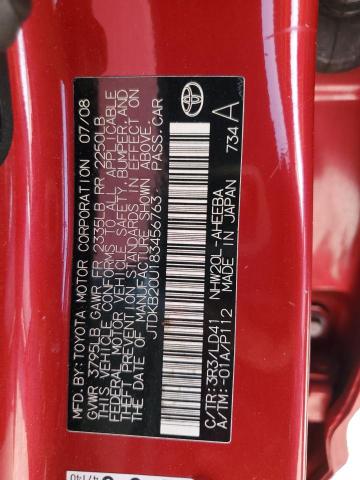 MFD. BY: TOYOTA MOTOR CORPORATION 07/08
GVWR 3795LB GAWR FR 2335LB RR 2250LB
THIS VEHICLE CONFORMS TO ALL APPLICABLE
FEDERAL MOTOR VEHICLE SAFETY, BUMPER, AND
THEFT PREVENTION STANDARDS IN EFFECT ON
THE DATE OF MANUFACTURE SHOWN ABOVE.
JTDKB20U183456763 PASS. CAR
C/TR: 3R3/LD41 NHW20L-AHEEBA
A/TM: -01A/P112 MADE IN JAPAN
734 A
47140